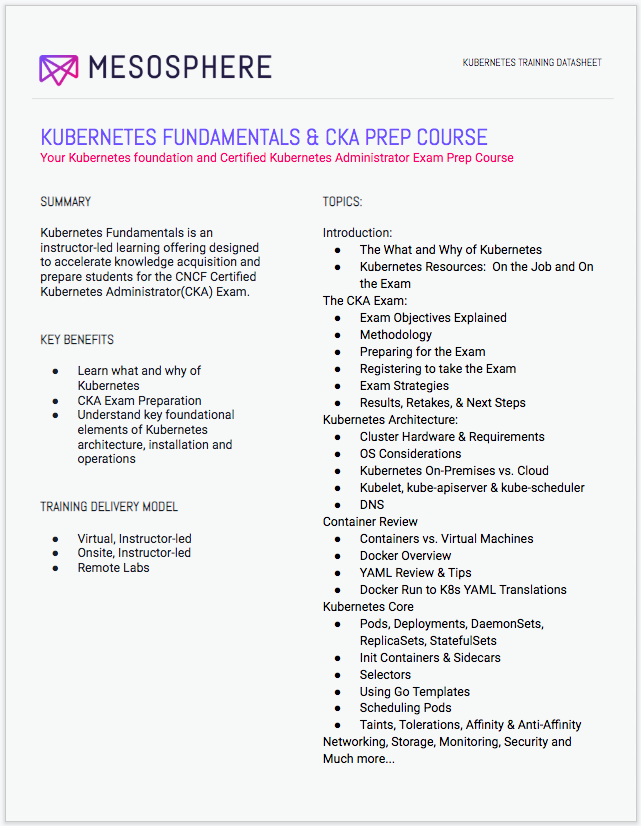 MESOSPHERE
KUBERNETES TRAINING DATASHEET
KUBERNETES FUNDAMENTALS & CKA PREP COURSE
Your Kubernetes foundation and Certified Kubernetes Administrator Exam Prep Course
SUMMARY
Kubernetes Fundamentals is an
instructor-led learning offering designed
to accelerate knowledge acquisition and
prepare students for the CNCF Certified
Kubernetes Administrator(CKA) Exam.
KEY BENEFITS
● Learn what and why of
Kubernetes
● CKA Exam Preparation
● Understand key foundational
elements of Kubernetes
architecture, installation and
operations
TRAINING DELIVERY MODEL
● Virtual, Instructor-led
● Onsite, Instructor-led
● Remote Labs
TOPICS:
Introduction:
● The What and Why of Kubernetes
● Kubernetes Resources: On the Job and On
the Exam
The CKA Exam:
● Exam Objectives Explained
● Methodology
● Preparing for the Exam
● Registering to take the Exam
● Exam Strategies
● Results, Retakes, & Next Steps
Kubernetes Architecture:
● Cluster Hardware & Requirements
● OS Considerations
● Kubernetes On-Premises vs. Cloud
● Kubelet, kube-apiserver & kube-scheduler
● DNS
Container Review
● Containers vs. Virtual Machines
● Docker Overview
● YAML Review & Tips
● Docker Run to K8s YAML Translations
Kubernetes Core
● Pods, Deployments, DaemonSets,
ReplicaSets, StatefulSets
● Init Containers & Sidecars
● Selectors
● Using Go Templates
● Scheduling Pods
● Taints, Tolerations, Affinity & Anti-Affinity
Networking, Storage, Monitoring, Security and
Much more...